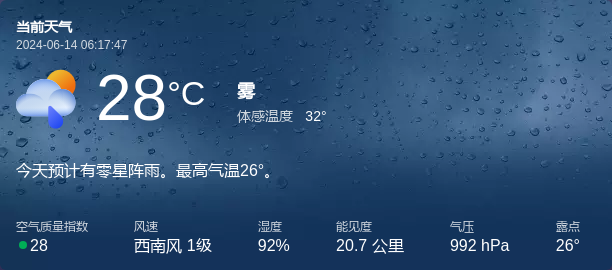 当前天气
2024-06-14 06:17:47
28°C
雾
体感温度 32°
今天预计有零星阵雨。最高气温26°。
空气质量指数 风速 湿度 能见度 气压 露点
28 西南风 1级 92% 20.7 公里 992 hPa 26°